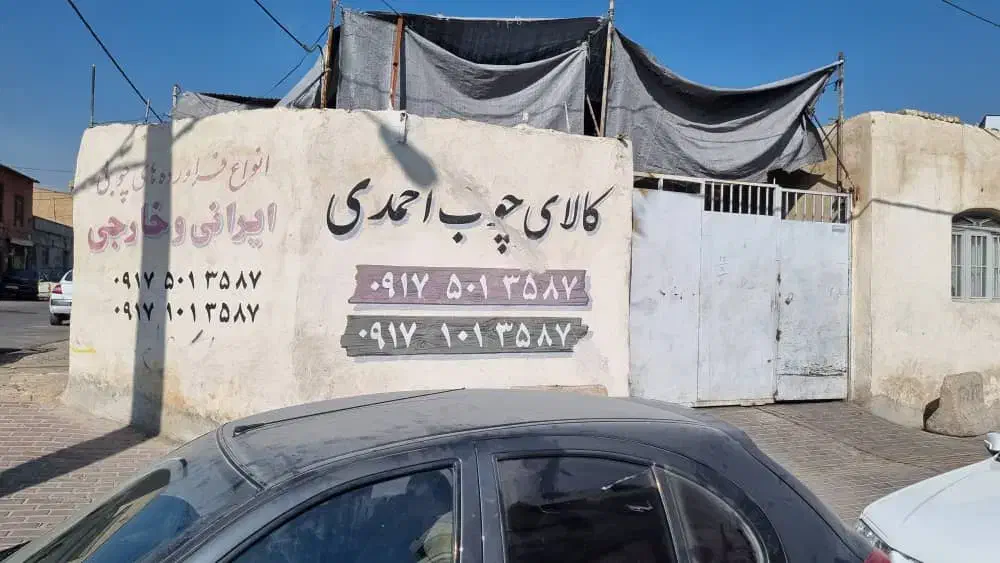 کالای چوب احمدی
۰۹۱۷ ۵۰۱ ۳۵۸۷
۰۹۱۷ ۱۰۱ ۳۵۸۷
انواع فرآورده های چوبی
ایرانی و خارجی
۰۹۱۷ ۵۰۱ ۳۵۸۷
۰۹۱۷ ۱۰۱ ۳۵۸۷